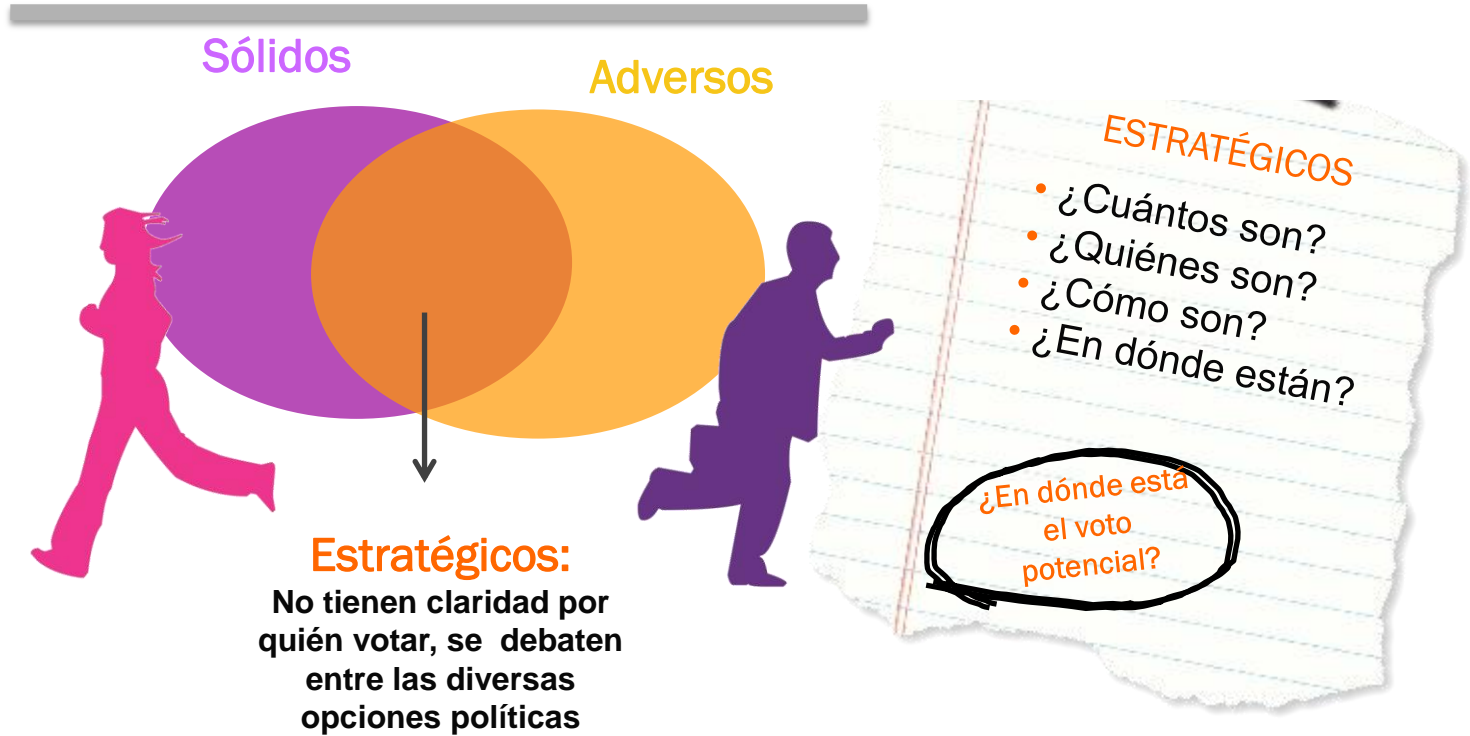 Sólidos
Adversos
Estratégicos:
No tienen claridad por
quién votar, se debaten
entre las diversas
opciones políticas
ESTRATÉGICOS
• ¿Cuántos son?
• ¿Quiénes son?
• ¿Cómo son?
• ¿En dónde están?
¿En dónde está
el voto
potencial?